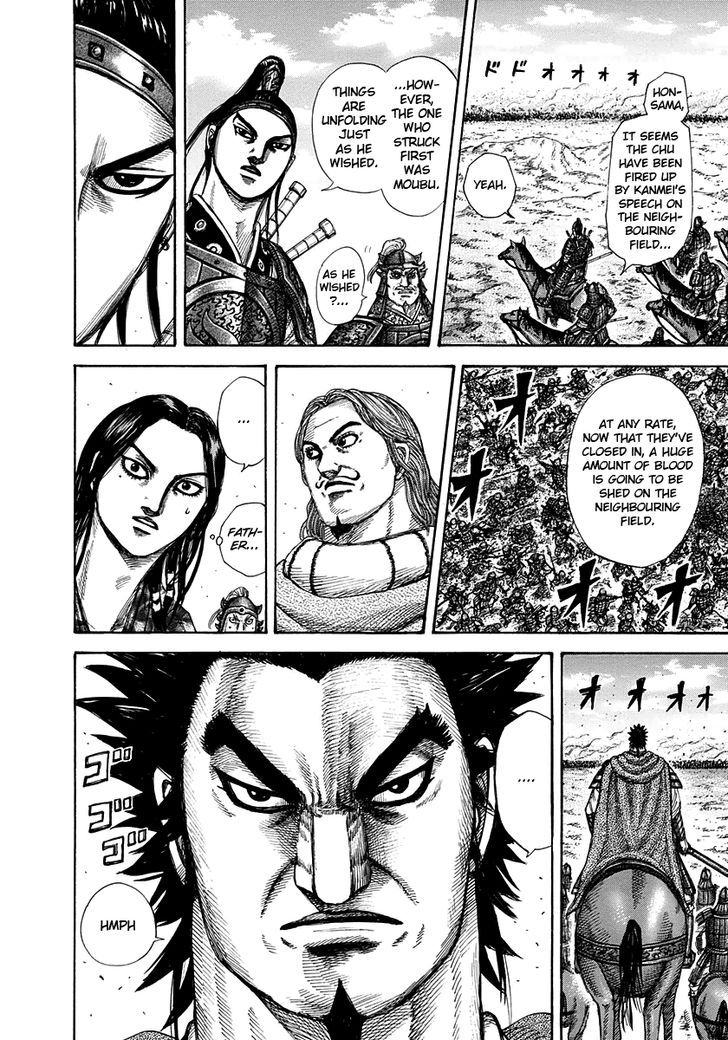 ドドオオオオ
HON-
SAMA,
IT SEEMS
THE CHU
HAVE BEEN
FIRED UP
BY KANMEI'S
SPEECH ON
THE NEIGH-
BOURING
FIELD...
YEAH.
...HOW-
EVER, THE
ONE WHO
STRUCK
FIRST
WAS
MOUBU.
THINGS
ARE
UNFOLDING
JUST
AS HE
WISHED.
AS HE
WISHED
?...
オ
オ
オ
オ
AT ANY RATE,
NOW THAT THEY'VE
CLOSED IN, A HUGE
AMOUNT OF BLOOD
IS GOING TO
BE SHED ON THE
NEIGHBOURING
FIELD.
...
FATH-
ER...
オオオオ
.....
ゴゴゴ
HMPH